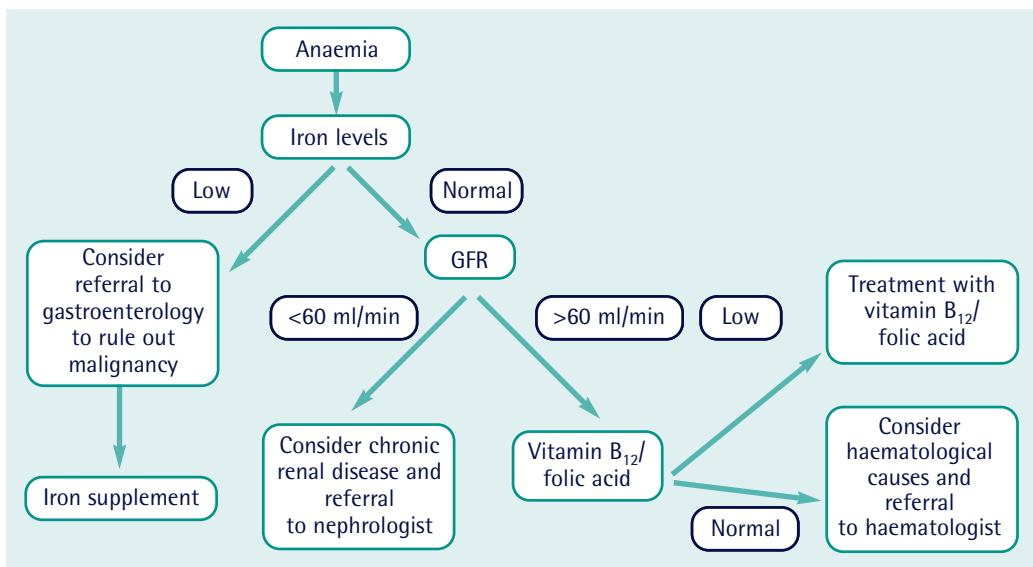 Anaemia
Iron levels
Low
Normal
Consider
referral to
gastroenterology
to rule out
malignancy
GFR
<60 ml/min
>60 ml/min
Low
Treatment with
vitamin B₁₂/
folic acid
Iron supplement
Consider chronic
renal disease and
referral
to nephrologist
Vitamin B₁₂/
folic acid
Normal
Consider
haematological
causes and
referral
to haematologist